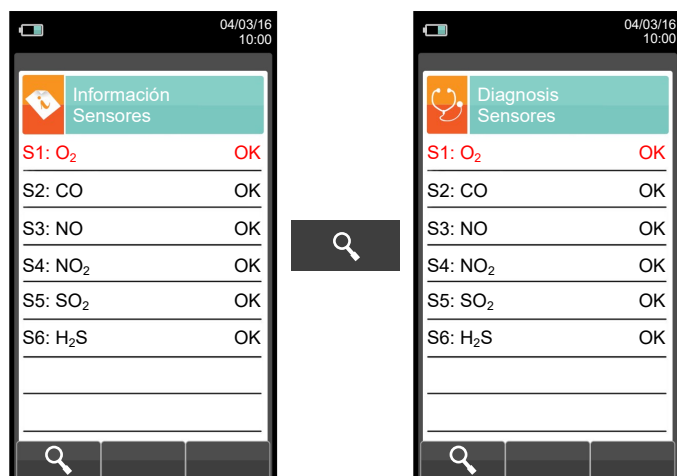 04/03/16
10:00
Información
Sensores
S1: O₂ OK
S2: CO OK
S3: NO OK
S4: NO₂ OK
S5: SO₂ OK
S6: H₂S OK
04/03/16
10:00
Diagnosis
Sensores
S1: O₂ OK
S2: CO OK
S3: NO OK
S4: NO₂ OK
S5: SO₂ OK
S6: H₂S OK